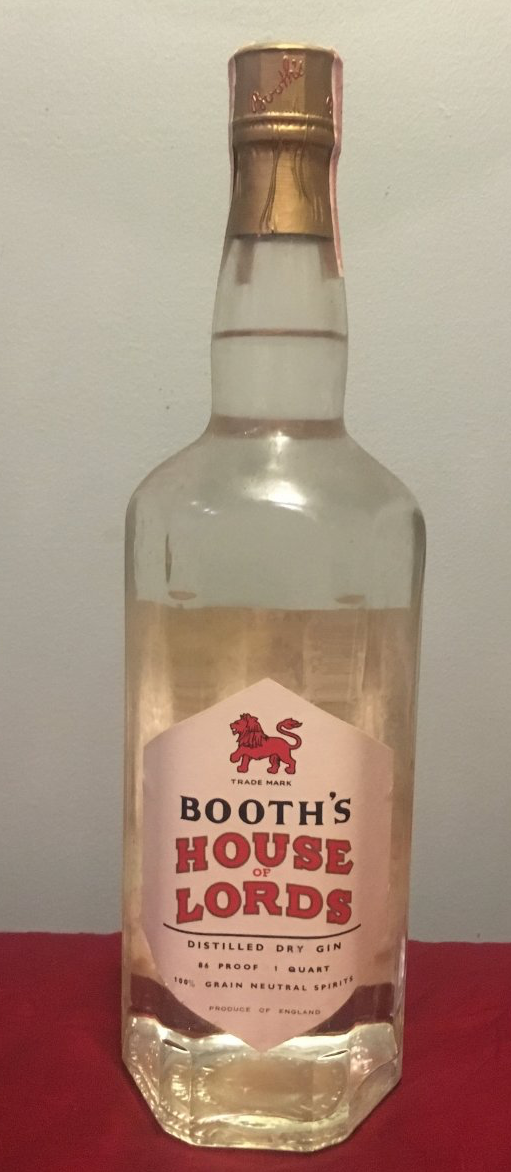 Booth's
TRADE MARK
BOOTH'S
HOUSE
OF
LORDS
DISTILLED DRY GIN
86 PROOF 1 QUART
100% GRAIN NEUTRAL SPIRITS
PRODUCE OF ENGLAND